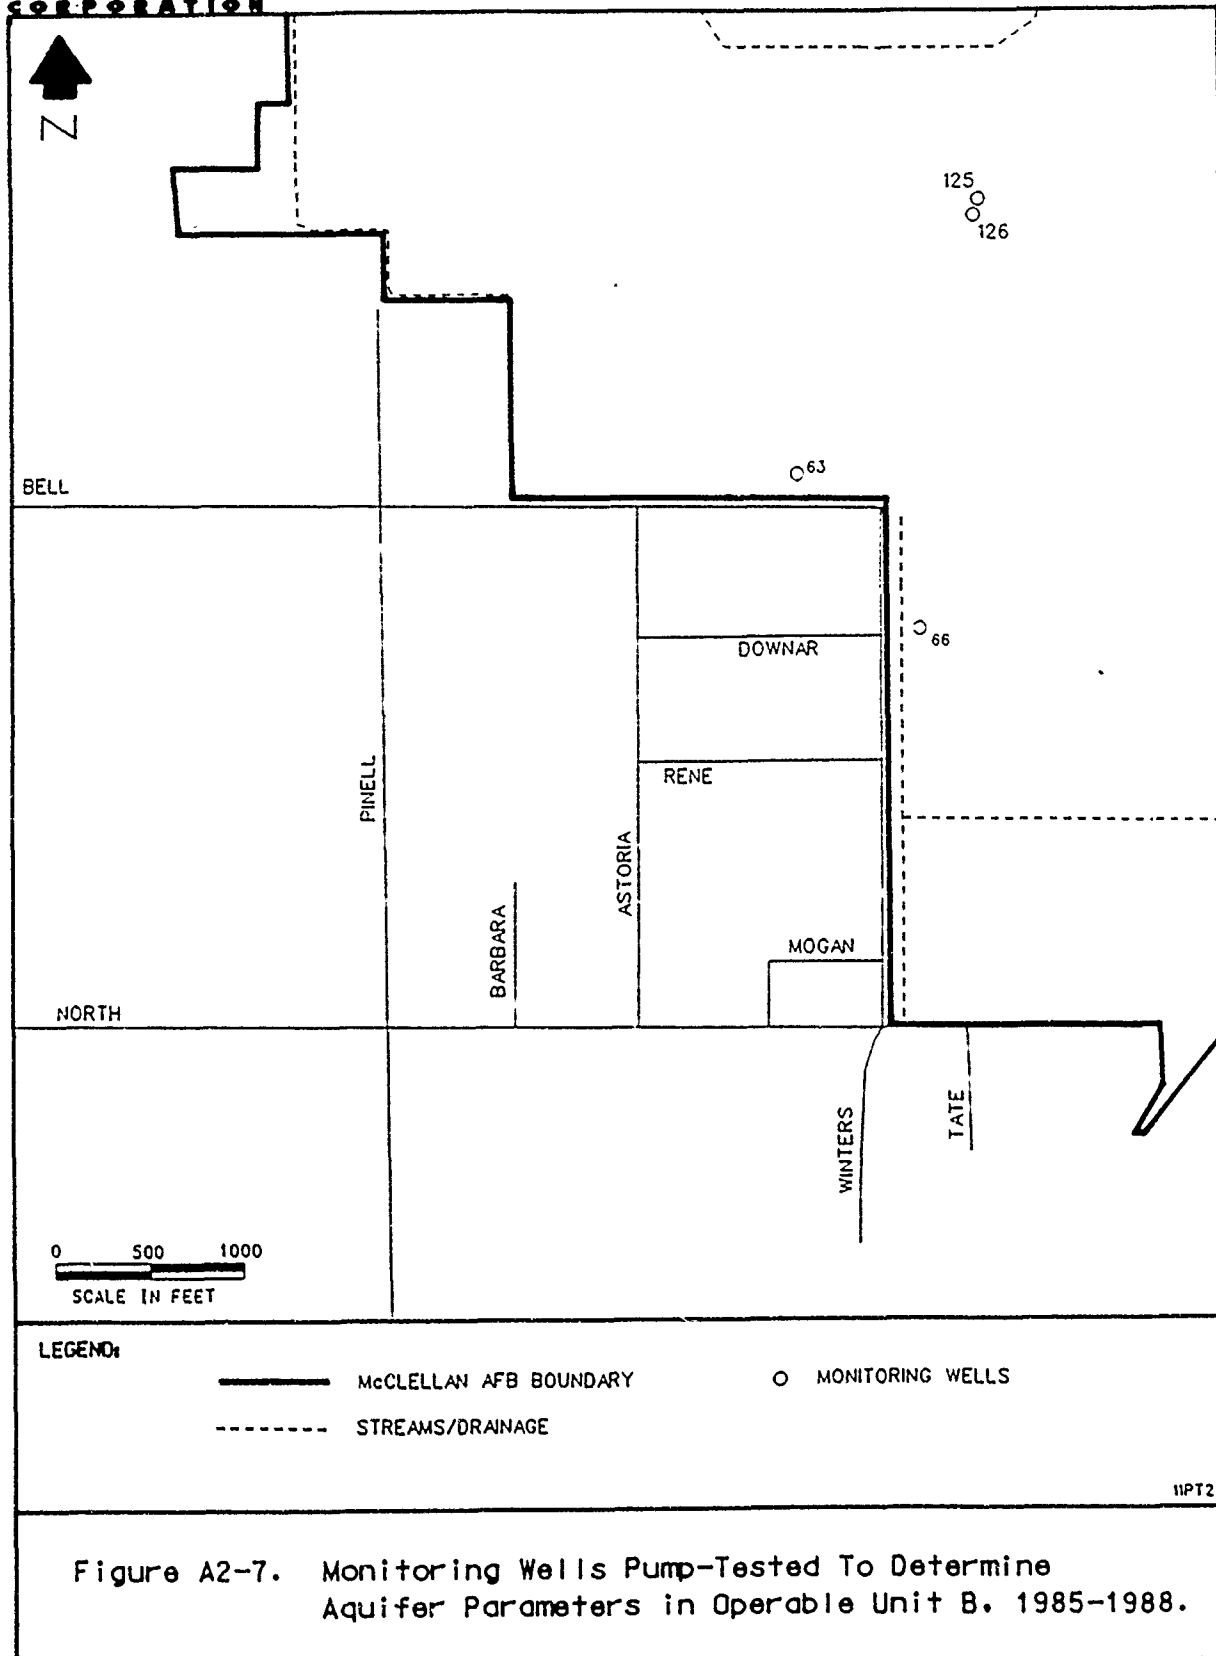 CORPORATION
Z
125
126
63
BELL
66
DOWNAR
PINELL
RENE
ASTORIA
BARBARA
MOGAN
NORTH
WINTERS
TATE
0 500 1000
SCALE IN FEET
LEGEND:
McCLELLAN AFB BOUNDARY
MONITORING WELLS
STREAMS/DRAINAGE
11PT2
Figure A2-7. Monitoring Wells Pump-Tested To Determine
Aquifer Parameters in Operable Unit B. 1985-1988.